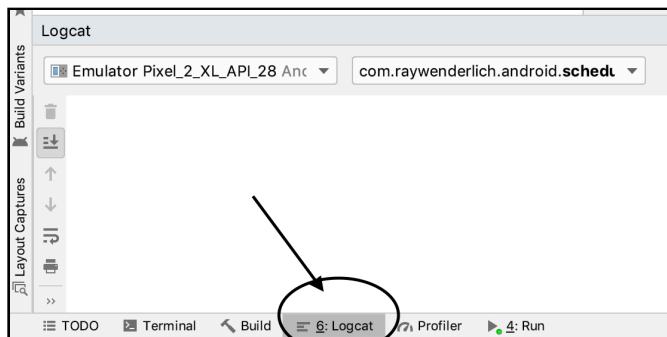 Logcat
Emulator Pixel_2_XL_API_28 Anc
com.raywenderlich.android.schedu
Build Variants
Layout Captures
TODO
Terminal
Build
6: Logcat
Profiler
4: Run